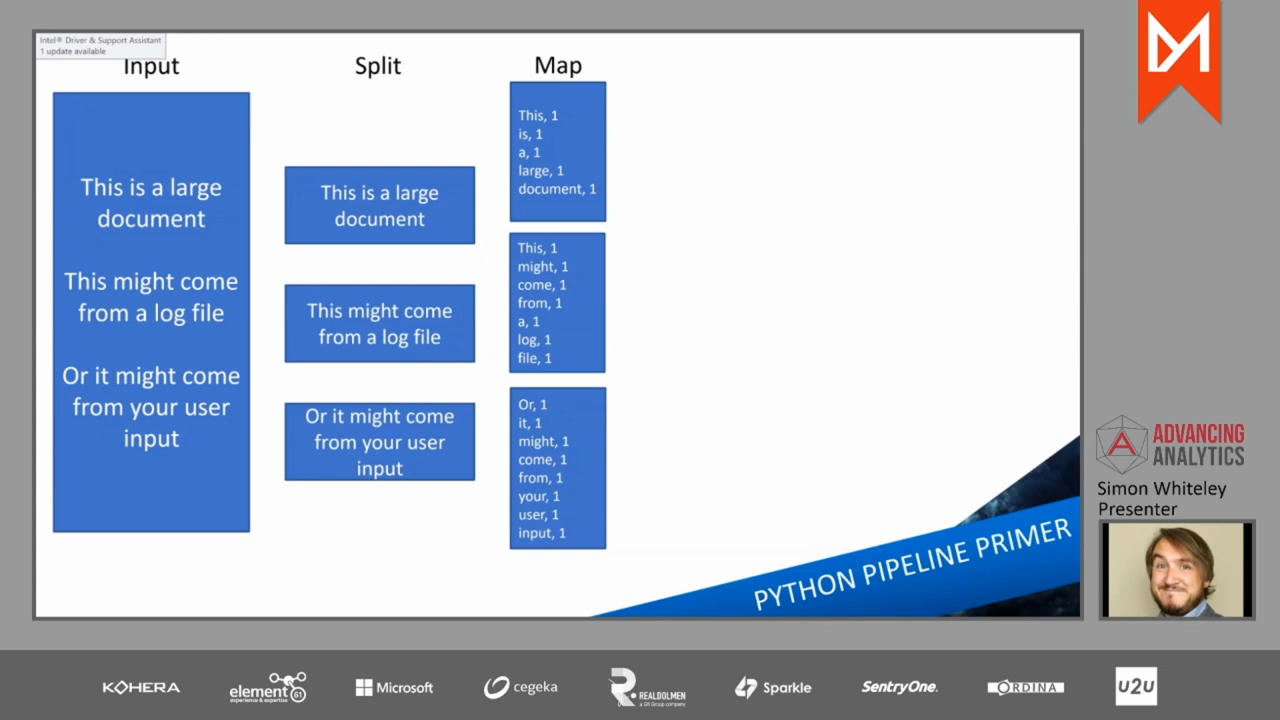 Intel® Driver & Support Assistant
1 update available
Input
Split
Map
This is a large
document
This might come
from a log file
Or it might come
from your user
input
This is a large
document
This might come
from a log file
Or it might come
from your user
input
This, 1
is, 1
a, 1
large, 1
document, 1
This, 1
might, 1
come, 1
from, 1
a, 1
log, 1
file, 1
Or, 1
it, 1
might, 1
come, 1
from, 1
your, 1
user, 1
input, 1
PYTHON PIPELINE PRIMER
ADVANCING
ANALYTICS
Simon Whiteley
Presenter
KOHERA
element 61
experience & expertise
Microsoft
cegeka
REALDOLMEN
a Gfi Group company
Sparkle
SentryOne.
ORDINA
U2U